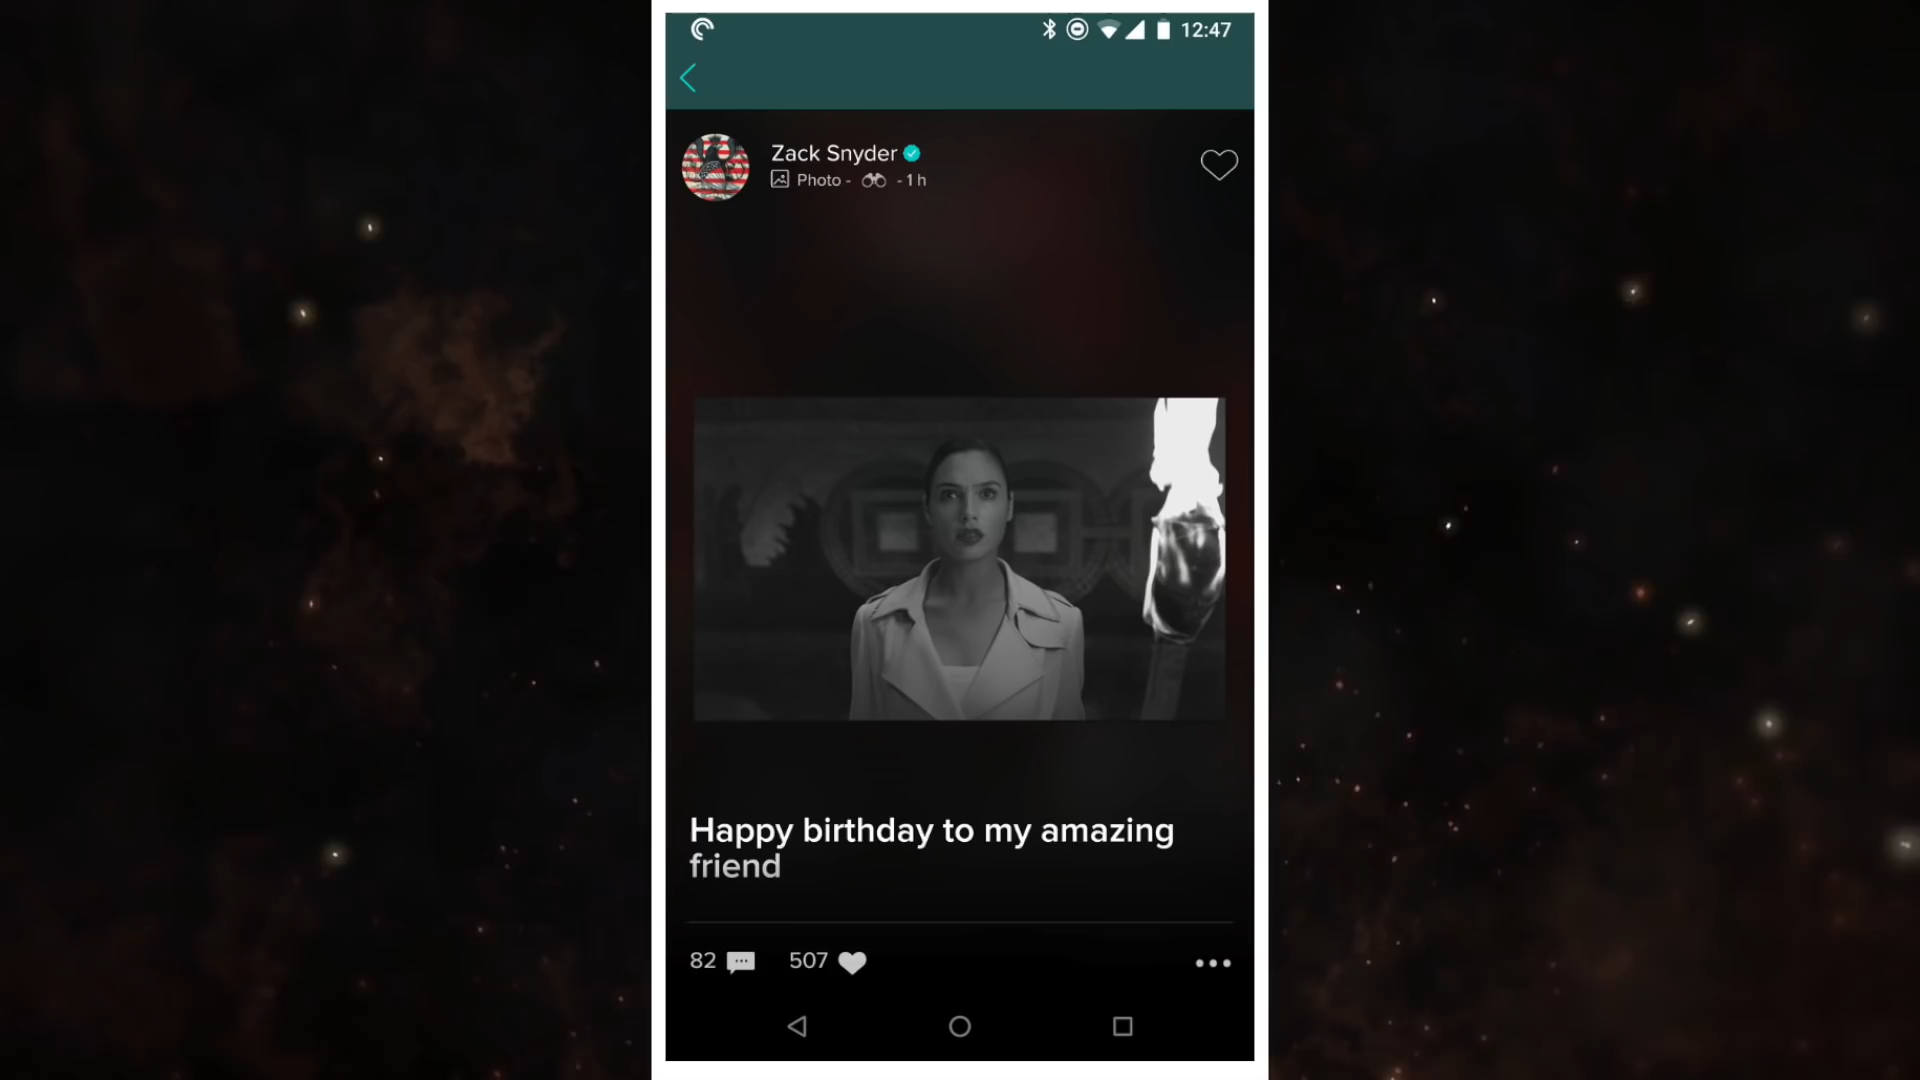 12:47
Zack Snyder
Photo - - 1 h
Happy birthday to my amazing
friend
82 507